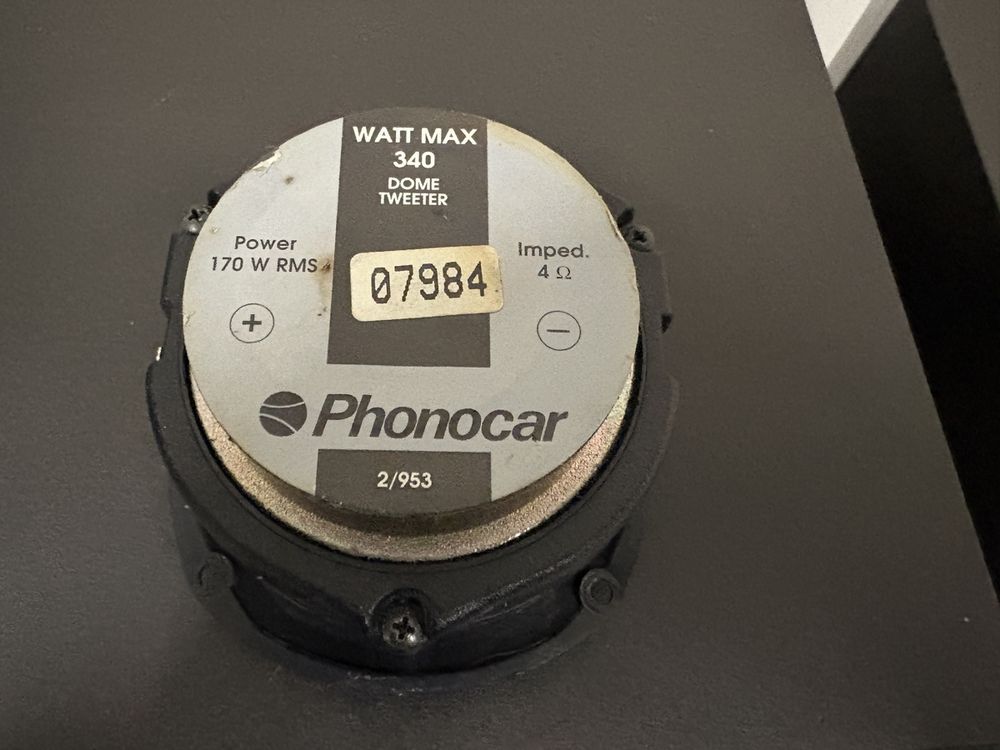 WATT MAX
340
DOME
TWEETER
Power
170 W RMS
07984
Imped.
4 Ω
+
−
Phonocar
2/953